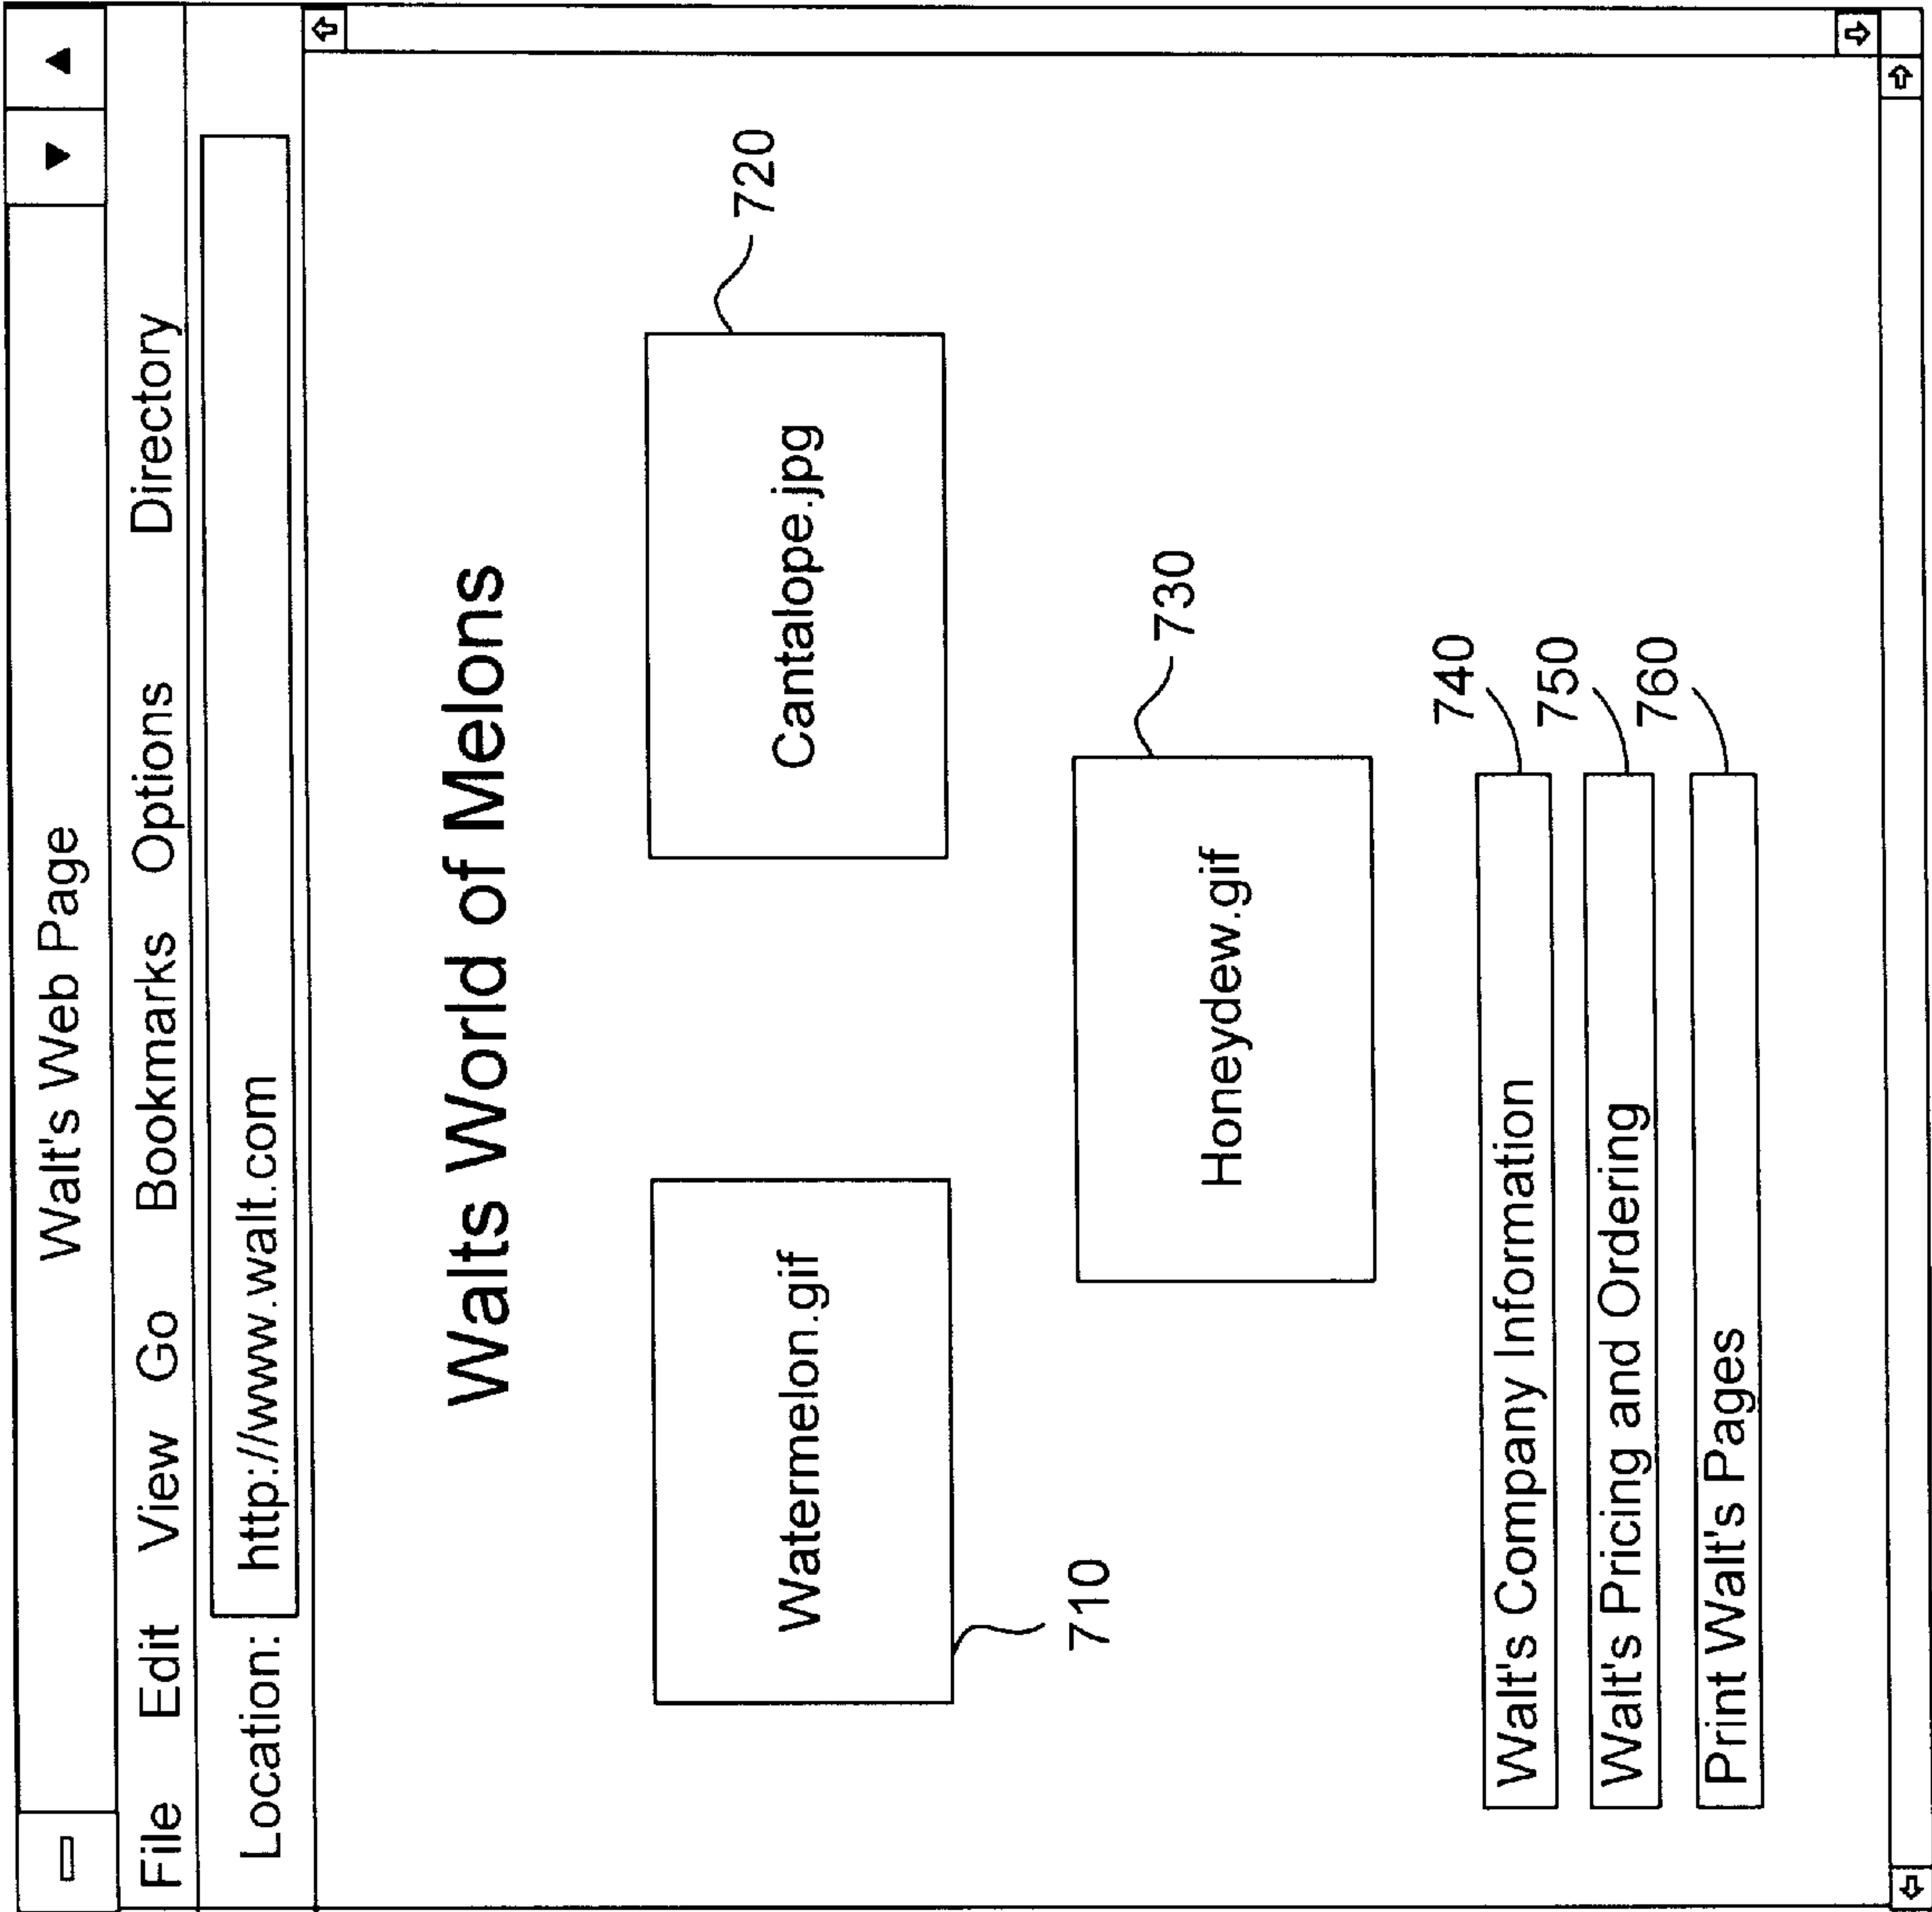 Walt's Web Page
File Edit View Go Bookmarks Options Directory
Location: http://www.walt.com
Walts World of Melons
Watermelon.gif
710
Cantalope.jpg
720
Honeydew.gif
730
Walt's Company Information
740
Walt's Pricing and Ordering
750
Print Walt's Pages
760